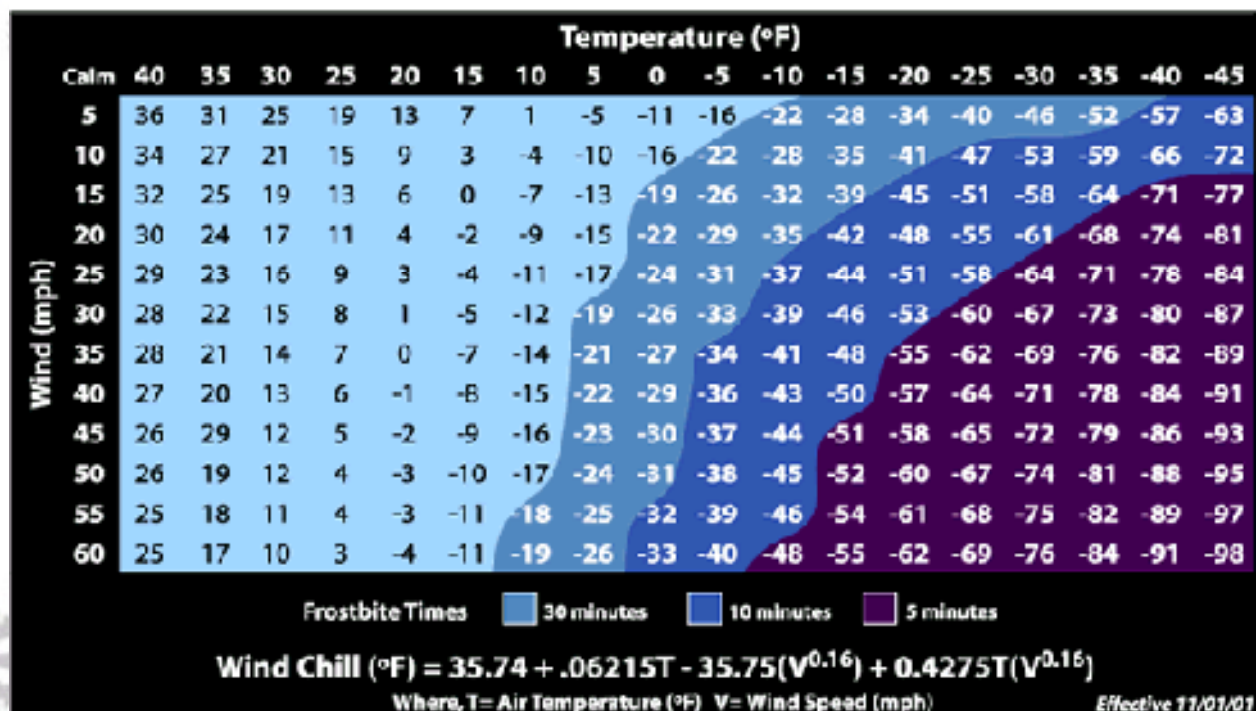 Temperature (°F)
Calm 40 35 30 25 20 15 10 5 0 -5 -10 -15 -20 -25 -30 -35 -40 -45
5 36 31 25 19 13 7 1 -5 -11 -16 -22 -28 -34 -40 -46 -52 -57 -63
10 34 27 21 15 9 3 -4 -10 -16 -22 -28 -35 -41 -47 -53 -59 -66 -72
15 32 25 19 13 6 0 -7 -13 -19 -26 -32 -39 -45 -51 -58 -64 -71 -77
20 30 24 17 11 4 -2 -9 -15 -22 -29 -35 -42 -48 -55 -61 -68 -74 -81
25 29 23 16 9 3 -4 -11 -17 -24 -31 -37 -44 -51 -58 -64 -71 -78 -84
30 28 22 15 8 1 -5 -12 -19 -26 -33 -39 -46 -53 -60 -67 -73 -80 -87
35 28 21 14 7 0 -7 -14 -21 -27 -34 -41 -48 -55 -62 -69 -76 -82 -89
40 27 20 13 6 -1 -8 -15 -22 -29 -36 -43 -50 -57 -64 -71 -78 -84 -91
45 26 29 12 5 -2 -9 -16 -23 -30 -37 -44 -51 -58 -65 -72 -79 -86 -93
50 26 19 12 4 -3 -10 -17 -24 -31 -38 -45 -52 -60 -67 -74 -81 -88 -95
55 25 18 11 4 -3 -11 -18 -25 -32 -39 -46 -54 -61 -68 -75 -82 -89 -97
60 25 17 10 3 -4 -11 -19 -26 -33 -40 -48 -55 -62 -69 -76 -84 -91 -98
Wind (mph)
Frostbite Times 30 minutes 10 minutes 5 minutes
Wind Chill (°F) = 35.74 + .06215T - 35.75(V^0.16) + 0.4275T(V^0.16)
Where, T= Air Temperature (°F) V= Wind Speed (mph) Effective 11/01/01